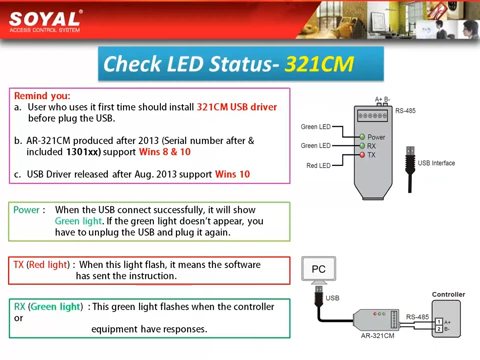 SOYAL®
ACCESS CONTROL SYSTEM
Check LED Status- 321CM
Remind you:
a. User who uses it first time should install 321CM USB driver
before plug the USB.
b. AR-321CM produced after 2013 (Serial number after &
included 1301xx) support Wins 8 & 10
c. USB Driver released after Aug. 2013 support Wins 10
Power : When the USB connect successfully, it will show
Green light. If the green light doesn't appear, you
have to unplug the USB and plug it again.
TX (Red light) : When this light flash, it means the software
has sent the instruction.
RX (Green light) : This green light flashes when the controller
or
equipment have responses.
A+ B-
RS-485
Green LED
Power
Green LED
RX
Red LED
TX
USB Interface
PC
USB
AR-321CM
RS-485
Controller
1 A+
2 B-